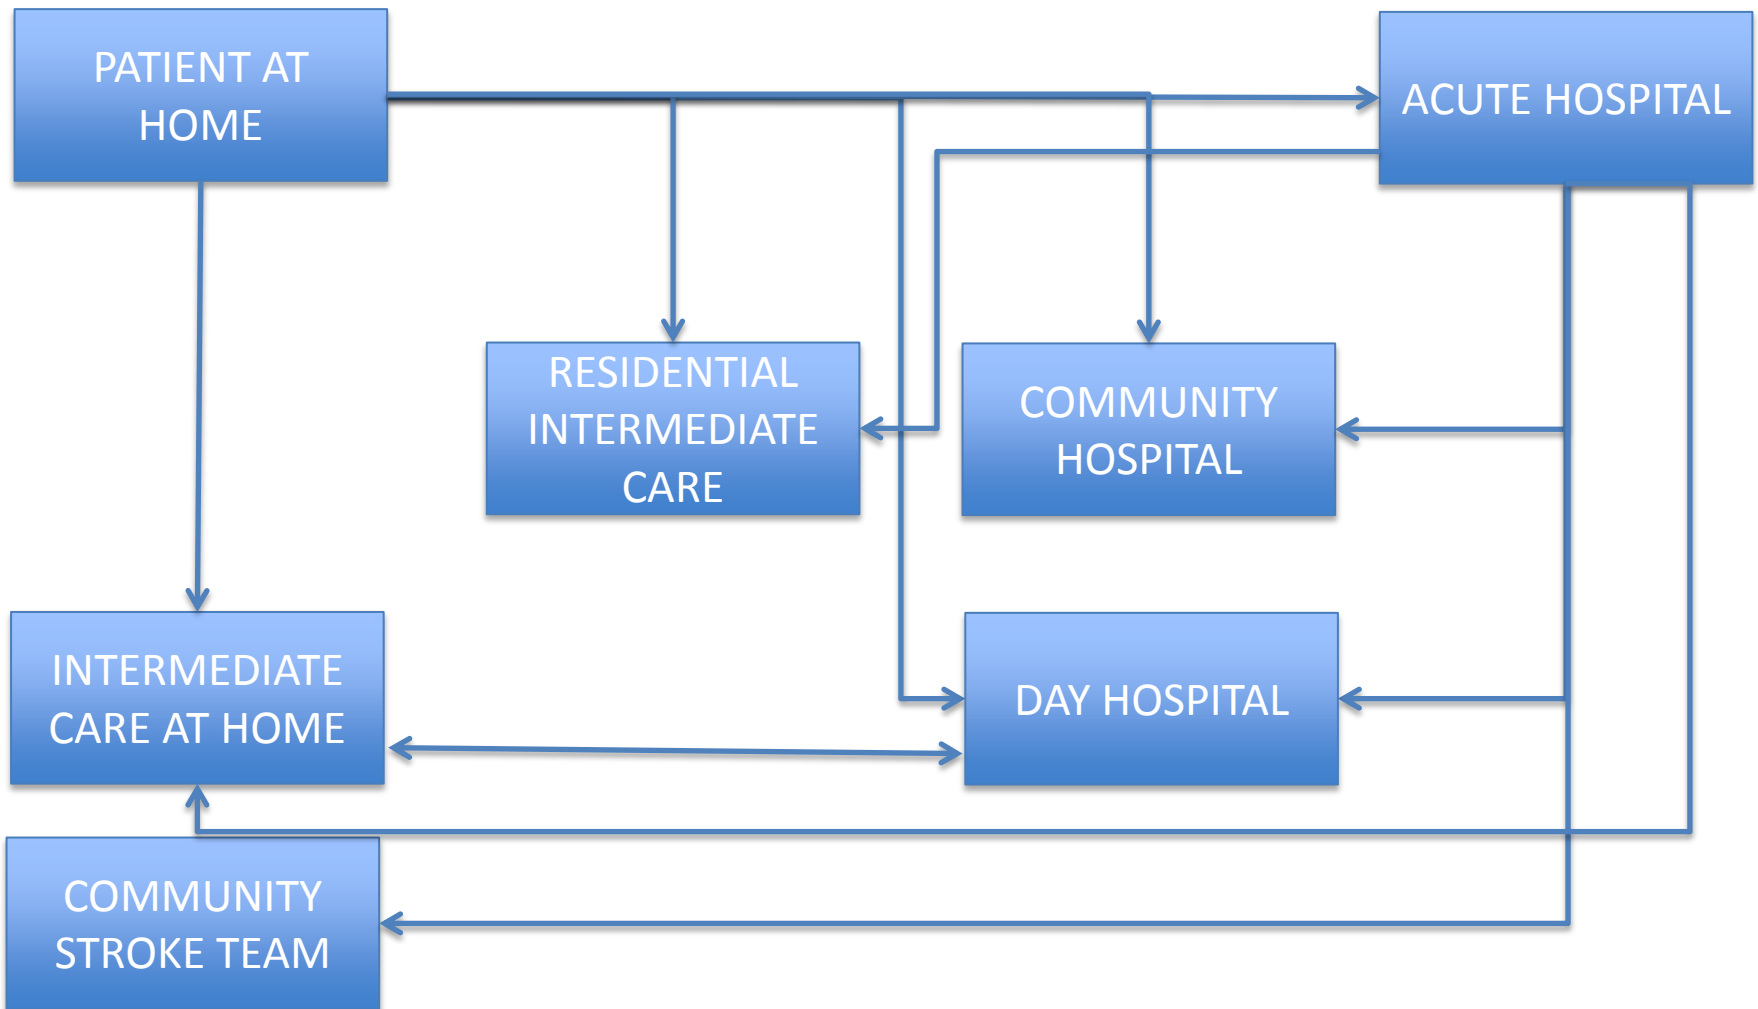 PATIENT AT
HOME
ACUTE HOSPITAL
RESIDENTIAL
INTERMEDIATE
CARE
COMMUNITY
HOSPITAL
INTERMEDIATE
CARE AT HOME
DAY HOSPITAL
COMMUNITY
STROKE TEAM